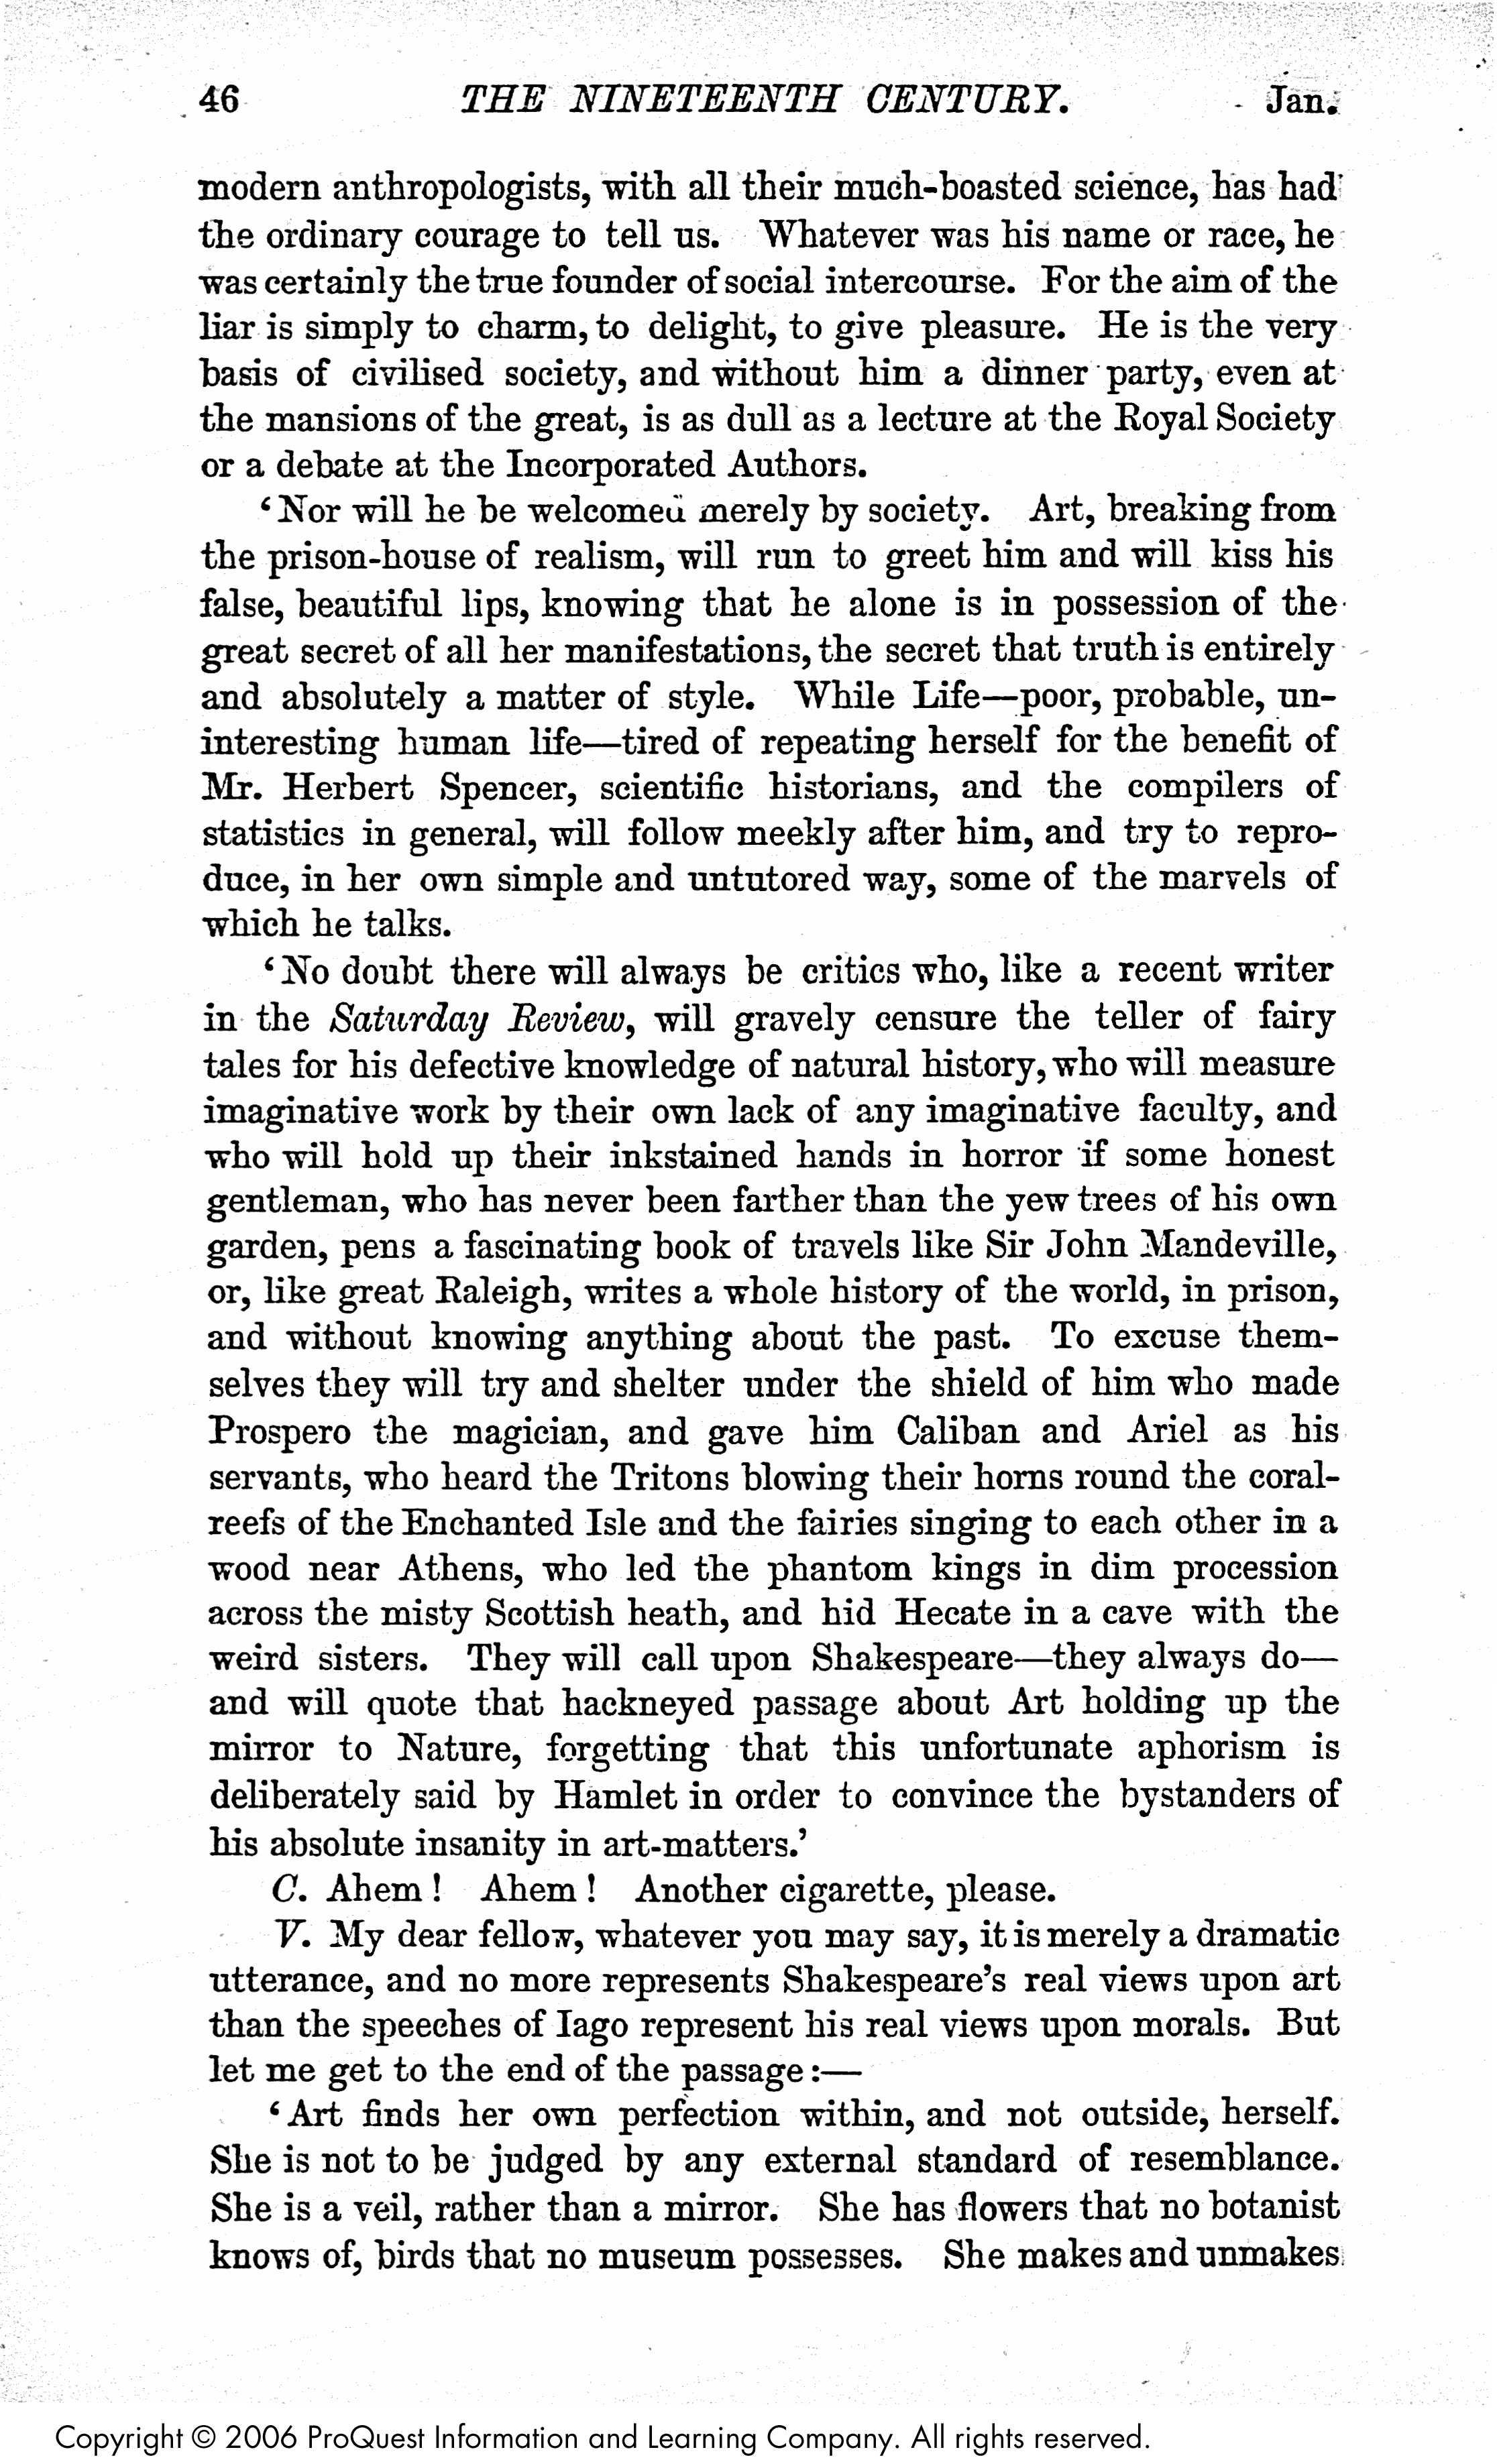 46 THE NINETEENTH CENTURY. Jan.
modern anthropologists, with all their much-boasted science, has had
the ordinary courage to tell us. Whatever was his name or race, he
was certainly the true founder of social intercourse. For the aim of the
liar is simply to charm, to delight, to give pleasure. He is the very
basis of civilised society, and without him a dinner party, even at
the mansions of the great, is as dull as a lecture at the Royal Society
or a debate at the Incorporated Authors.
‘Nor will he be welcomed merely by society. Art, breaking from
the prison-house of realism, will run to greet him and will kiss his
false, beautiful lips, knowing that he alone is in possession of the
great secret of all her manifestations, the secret that truth is entirely
and absolutely a matter of style. While Life—poor, probable, un-
interesting human life—tired of repeating herself for the benefit of
Mr. Herbert Spencer, scientific historians, and the compilers of
statistics in general, will follow meekly after him, and try to repro-
duce, in her own simple and untutored way, some of the marvels of
which he talks.
‘No doubt there will always be critics who, like a recent writer
in the Saturday Review, will gravely censure the teller of fairy
tales for his defective knowledge of natural history, who will measure
imaginative work by their own lack of any imaginative faculty, and
who will hold up their inkstained hands in horror if some honest
gentleman, who has never been farther than the yew trees of his own
garden, pens a fascinating book of travels like Sir John Mandeville,
or, like great Raleigh, writes a whole history of the world, in prison,
and without knowing anything about the past. To excuse them-
selves they will try and shelter under the shield of him who made
Prospero the magician, and gave him Caliban and Ariel as his
servants, who heard the Tritons blowing their horns round the coral-
reefs of the Enchanted Isle and the fairies singing to each other in a
wood near Athens, who led the phantom kings in dim procession
across the misty Scottish heath, and hid Hecate in a cave with the
weird sisters. They will call upon Shakespeare—they always do—
and will quote that hackneyed passage about Art holding up the
mirror to Nature, forgetting that this unfortunate aphorism is
deliberately said by Hamlet in order to convince the bystanders of
his absolute insanity in art-matters.’
C. Ahem! Ahem! Another cigarette, please.
V. My dear fellow, whatever you may say, it is merely a dramatic
utterance, and no more represents Shakespeare’s real views upon art
than the speeches of Iago represent his real views upon morals. But
let me get to the end of the passage:—
‘Art finds her own perfection within, and not outside, herself.
She is not to be judged by any external standard of resemblance.
She is a veil, rather than a mirror. She has flowers that no botanist
knows of, birds that no museum possesses. She makes and unmakes
Copyright © 2006 ProQuest Information and Learning Company. All rights reserved.